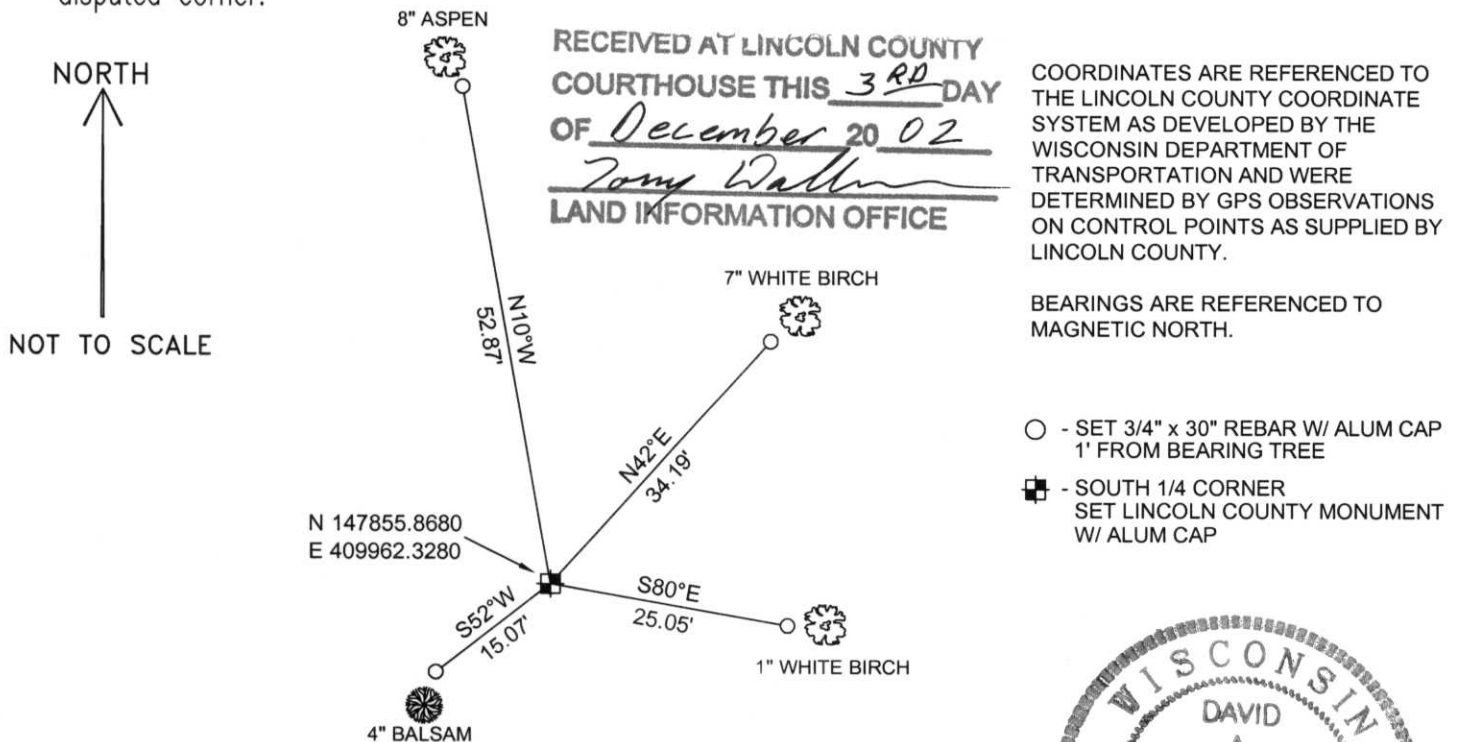 disputed corner.
NORTH
NOT TO SCALE
8" ASPEN
RECEIVED AT LINCOLN COUNTY
COURTHOUSE THIS 3RD DAY
OF December 20 02
LAND INFORMATION OFFICE
7" WHITE BIRCH
N10°W
52.87'
N42°E
34.19'
N 147855.8680
E 409962.3280
S52°W
15.07'
S80°E
25.05'
1" WHITE BIRCH
4" BALSAM
COORDINATES ARE REFERENCED TO
THE LINCOLN COUNTY COORDINATE
SYSTEM AS DEVELOPED BY THE
WISCONSIN DEPARTMENT OF
TRANSPORTATION AND WERE
DETERMINED BY GPS OBSERVATIONS
ON CONTROL POINTS AS SUPPLIED BY
LINCOLN COUNTY.
BEARINGS ARE REFERENCED TO
MAGNETIC NORTH.
- SET 3/4" x 30" REBAR W/ ALUM CAP
1' FROM BEARING TREE
- SOUTH 1/4 CORNER
SET LINCOLN COUNTY MONUMENT
W/ ALUM CAP
WISCONSIN
DAVID